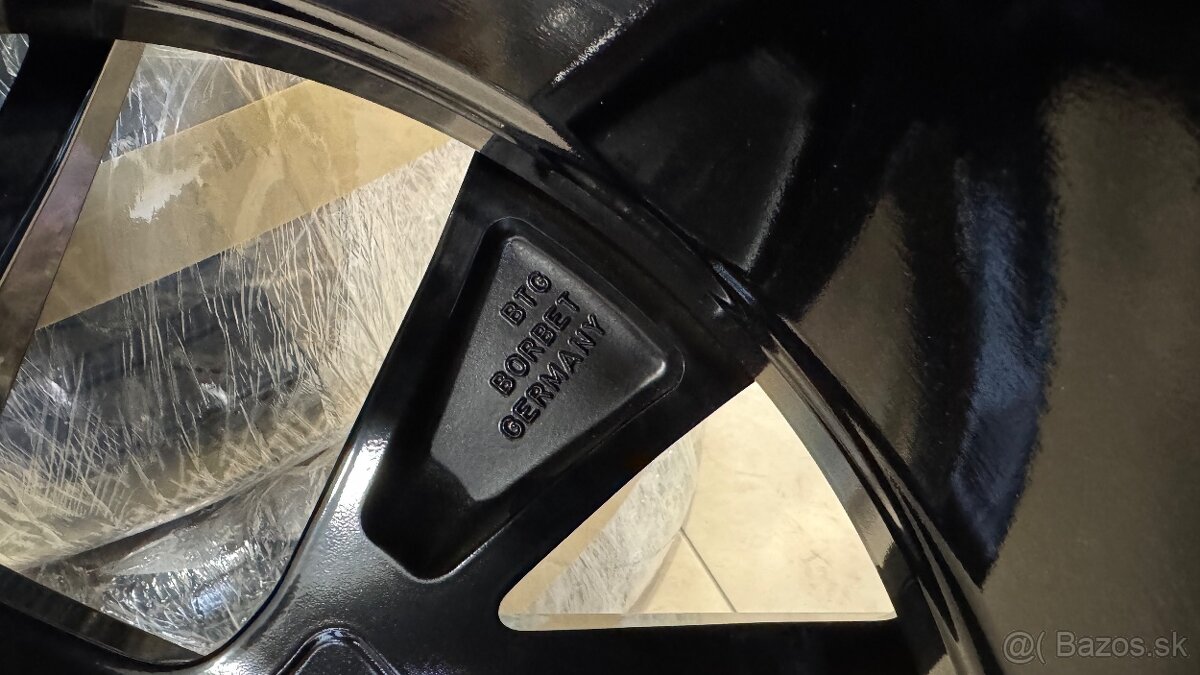 BTG
BORBET
GERMANY
@( Bazos.sk